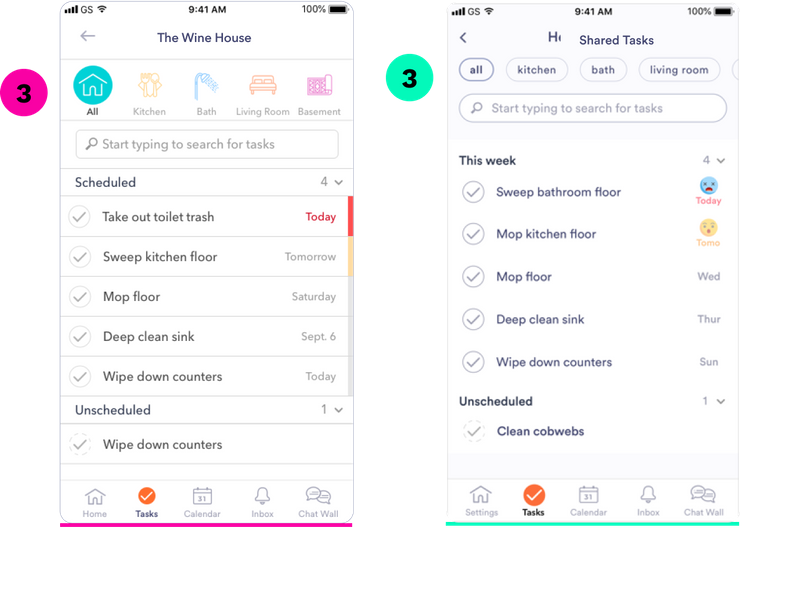 3
GS 9:41 AM 100%
The Wine House
All Kitchen Bath Living Room Basement
Start typing to search for tasks
Scheduled 4
Take out toilet trash Today
Sweep kitchen floor Tomorrow
Mop floor Saturday
Deep clean sink Sept. 6
Wipe down counters Today
Unscheduled 1
Wipe down counters
31
Home Tasks Calendar Inbox Chat Wall
3
GS 9:41 AM 100%
Shared Tasks
all kitchen bath living room
Start typing to search for tasks
This week 4
Sweep bathroom floor Today
Mop kitchen floor Tomo
Mop floor Wed
Deep clean sink Thur
Wipe down counters Sun
Unscheduled 1
Clean cobwebs
31
Settings Tasks Calendar Inbox Chat Wall